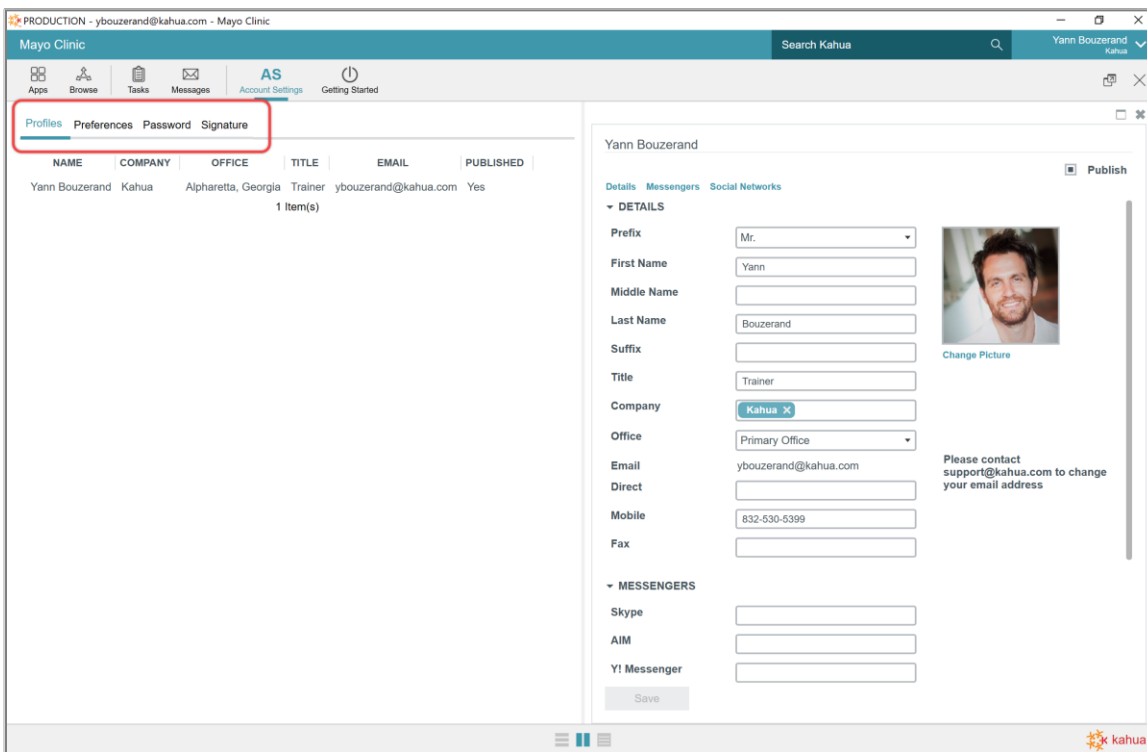 PRODUCTION - ybouzerand@kahua.com - Mayo Clinic
Mayo Clinic
Search Kahua
Yann Bouzerand
Kahua
Apps
Browse
Tasks
Messages
AS
Account Settings
Getting Started
Profiles Preferences Password Signature
NAME COMPANY OFFICE TITLE EMAIL PUBLISHED
Yann Bouzerand Kahua Alpharetta, Georgia Trainer ybouzerand@kahua.com Yes
1 Item(s)
Yann Bouzerand
Publish
Details Messengers Social Networks
DETAILS
Prefix Mr.
First Name Yann
Middle Name
Last Name Bouzerand
Suffix
Change Picture
Title Trainer
Company Kahua
Office Primary Office
Email ybouzerand@kahua.com
Please contact
support@kahua.com to change
your email address
Direct
Mobile 832-530-5399
Fax
MESSENGERS
Skype
AIM
Y! Messenger
Save
kahua